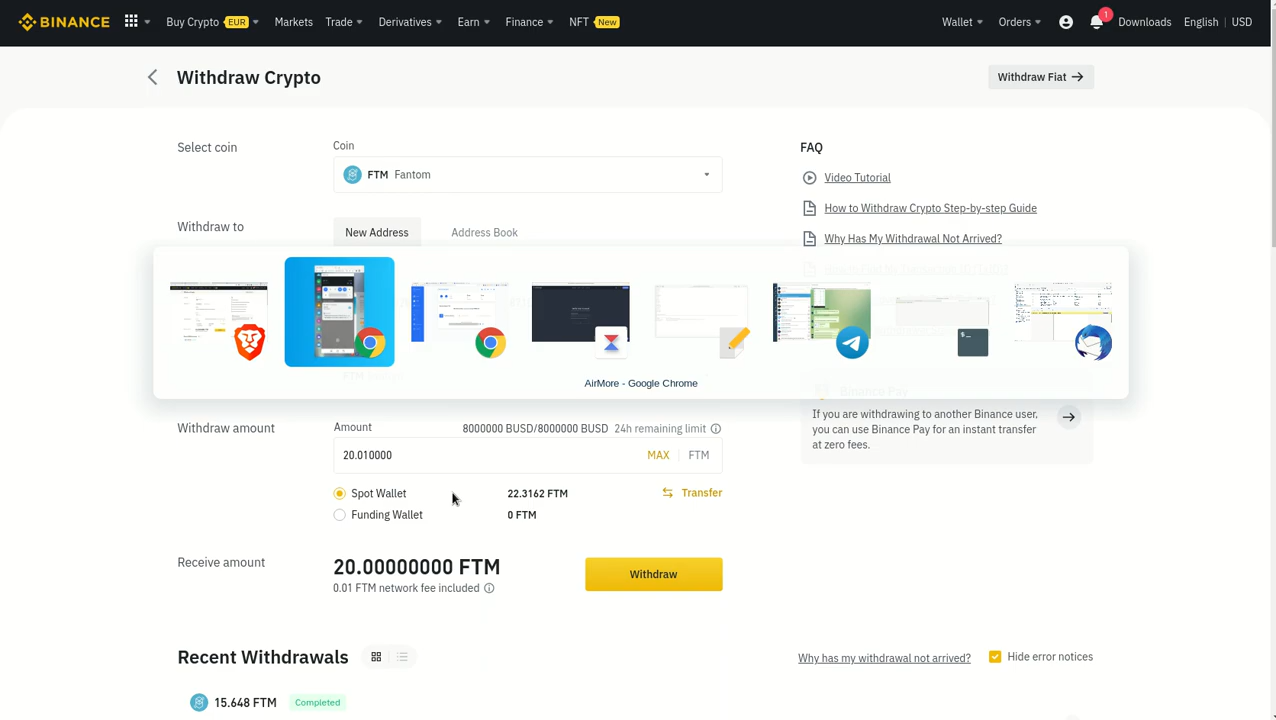 BINANCE
Buy Crypto EUR
Markets
Trade
Derivatives
Earn
Finance
NFT New
Wallet
Orders
1
Downloads
English | USD
Withdraw Crypto
Withdraw Fiat
Select coin
Coin
FTM Fantom
Withdraw to
New Address
Address Book
FAQ
Video Tutorial
How to Withdraw Crypto Step-by-step Guide
Why Has My Withdrawal Not Arrived?
AirMore - Google Chrome
Binance Pay
If you are withdrawing to another Binance user,
you can use Binance Pay for an instant transfer
at zero fees.
Withdraw amount
Amount
8000000 BUSD/8000000 BUSD 24h remaining limit
20.010000
MAX
FTM
Spot Wallet
22.3162 FTM
Transfer
Funding Wallet
0 FTM
Receive amount
20.00000000 FTM
0.01 FTM network fee included
Withdraw
Recent Withdrawals
Why has my withdrawal not arrived?
Hide error notices
15.648 FTM
Completed